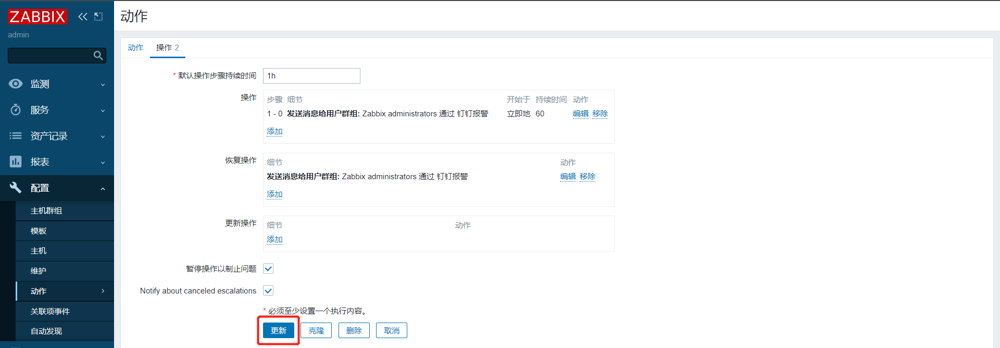 ZABBIX
admin
监测
服务
资产记录
报表
配置
主机群组
模板
主机
维护
动作
关联项事件
自动发现
动作
动作 操作 2
* 默认操作步骤持续时间 1h
操作 步骤 细节 开始于 持续时间 动作
1 - 0 发送消息给用户群组: Zabbix administrators 通过 钉钉报警 立即地 60 编辑 移除
添加
恢复操作 细节 动作
发送消息给用户群组: Zabbix administrators 通过 钉钉报警 编辑 移除
添加
更新操作 细节 动作
添加
暂停操作以制止问题
Notify about canceled escalations
* 必须至少设置一个执行内容。
更新 克隆 删除 取消